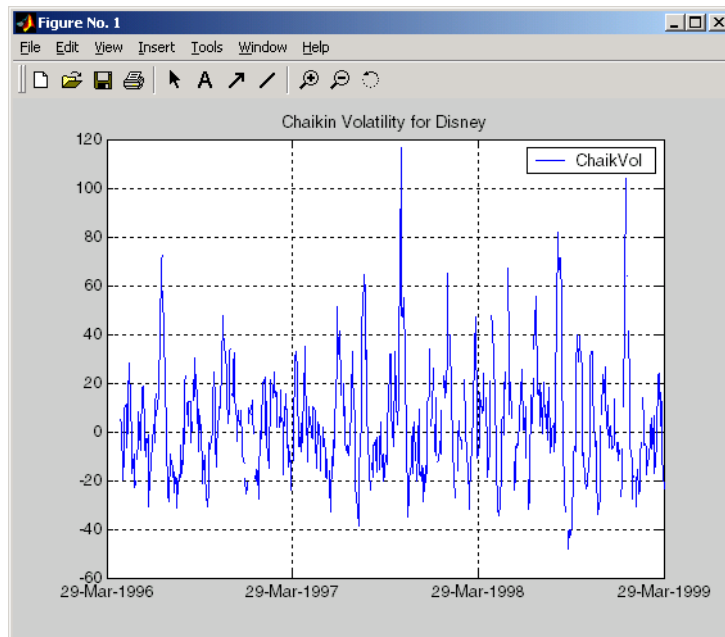 Figure No. 1
File Edit View Insert Tools Window Help
A
Chaikin Volatility for Disney
ChaikVol
120
100
80
60
40
20
0
-20
-40
-60
29-Mar-1996 29-Mar-1997 29-Mar-1998 29-Mar-1999